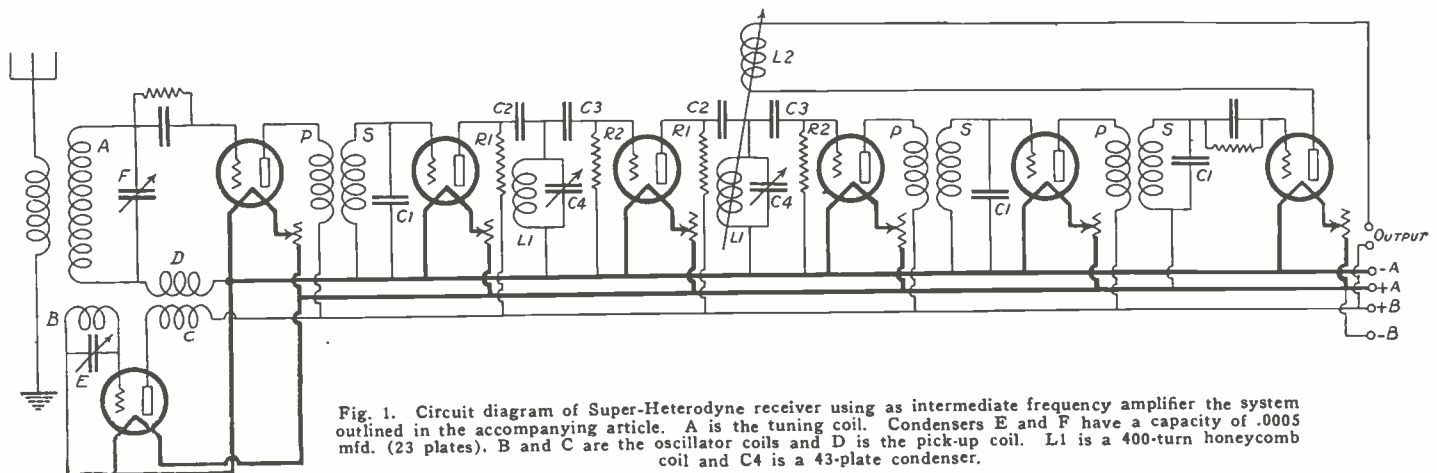 L2
C2
C3
C2
C3
A
P
S
R1
R2
R1
R2
P
S
P
S
F
C4
C4
C1
C1
C1
L1
L1
D
OUTPUT
-A
+A
+B
-B
B
C
E
Fig. 1. Circuit diagram of Super-Heterodyne receiver using as intermediate frequency amplifier the system
outlined in the accompanying article. A is the tuning coil. Condensers E and F have a capacity of .0005
mfd. (23 plates). B and C are the oscillator coils and D is the pick-up coil. L1 is a 400-turn honeycomb
coil and C4 is a 43-plate condenser.